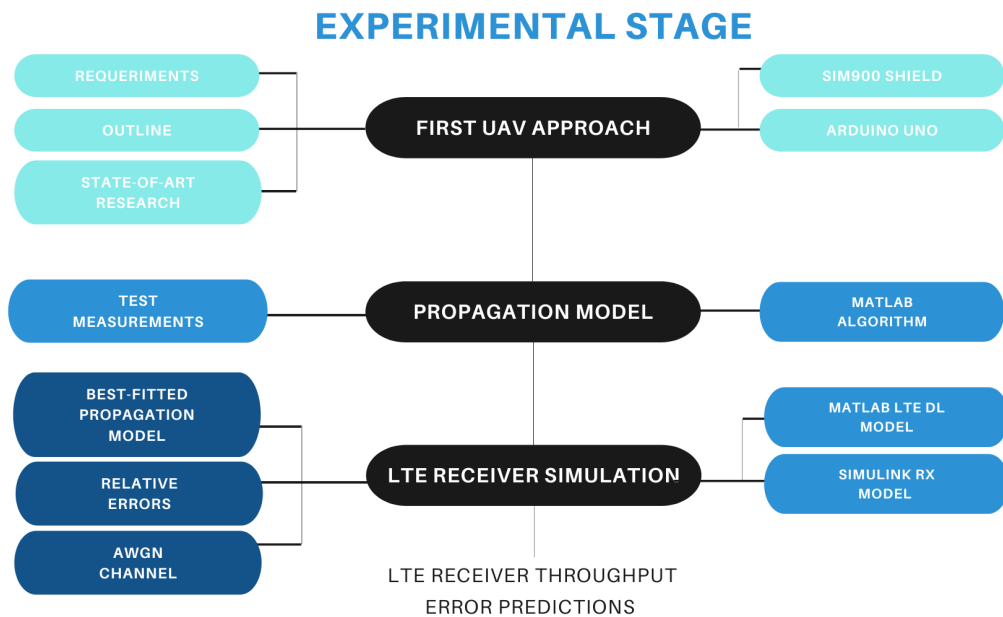 EXPERIMENTAL STAGE
REQUERIMENTS
OUTLINE
STATE-OF-ART
RESEARCH
FIRST UAV APPROACH
SIM900 SHIELD
ARDUINO UNO
TEST
MEASUREMENTS
PROPAGATION MODEL
MATLAB
ALGORITHM
BEST-FITTED
PROPAGATION
MODEL
RELATIVE
ERRORS
AWGN
CHANNEL
LTE RECEIVER SIMULATION
MATLAB LTE DL
MODEL
SIMULINK RX
MODEL
LTE RECEIVER THROUGHPUT
ERROR PREDICTIONS